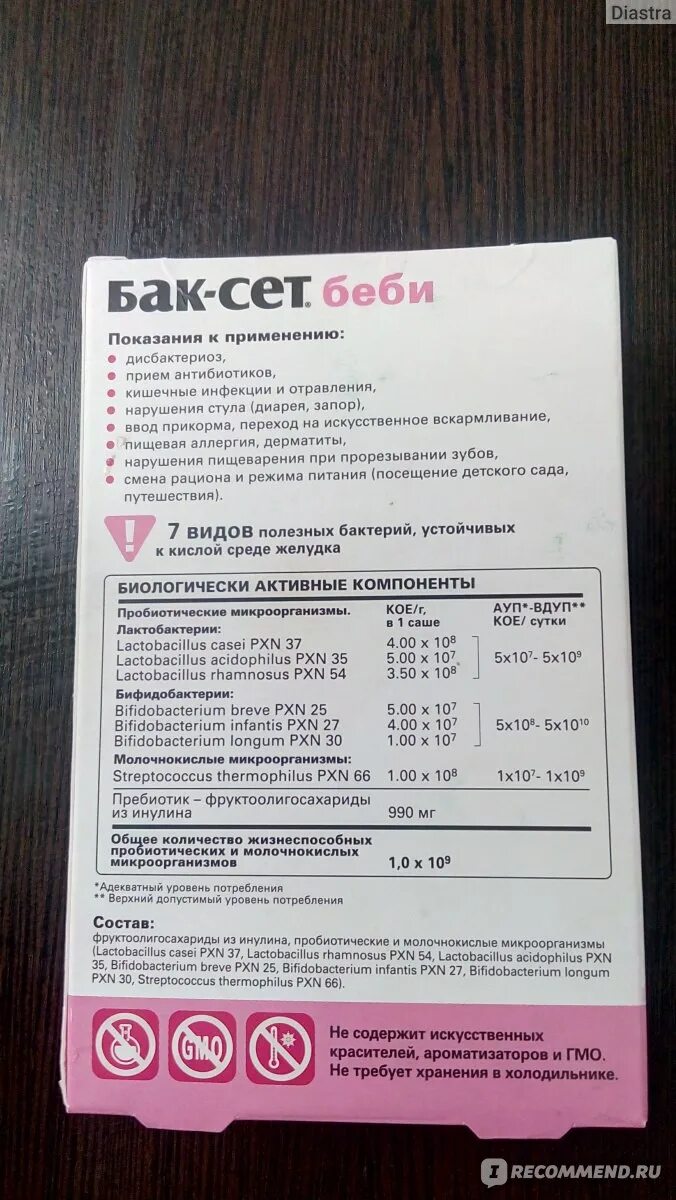 Diastra
Бак-сет® беби
Показания к применению:
• дисбактериоз,
• прием антибиотиков,
• кишечные инфекции и отравления,
• нарушения стула (диарея, запор),
• ввод прикорма, переход на искусственное вскармливание,
• пищевая аллергия, дерматиты,
• нарушения пищеварения при прорезывании зубов,
• смена рациона и режима питания (посещение детского сада,
путешествия).
! 7 видов полезных бактерий, устойчивых
к кислой среде желудка
БИОЛОГИЧЕСКИ АКТИВНЫЕ КОМПОНЕНТЫ
Пробиотические микроорганизмы. КОЕ/г, АУП*-ВДУП**
Лактобактерии: в 1 саше КОЕ/ сутки
Lactobacillus casei PXN 37 4.00 x 10⁸
Lactobacillus acidophilus PXN 35 5.00 x 10⁷ 5x10⁷- 5x10⁹
Lactobacillus rhamnosus PXN 54 3.50 x 10⁸
Бифидобактерии:
Bifidobacterium breve PXN 25 5.00 x 10⁷
Bifidobacterium infantis PXN 27 4.00 x 10⁷ 5x10⁸- 5x10¹⁰
Bifidobacterium longum PXN 30 1.00 x 10⁷
Молочнокислые микроорганизмы:
Streptococcus thermophilus PXN 66 1.00 x 10⁸ 1x10⁷- 1x10⁹
Пребиотик – фруктоолигосахариды
из инулина 990 мг
Общее количество жизнеспособных
пробиотических и молочнокислых
микроорганизмов 1,0 x 10⁹
*Адекватный уровень потребления
** Верхний допустимый уровень потребления
Состав:
фруктоолигосахариды из инулина, пробиотические и молочнокислые микроорганизмы
(Lactobacillus casei PXN 37, Lactobacillus rhamnosus PXN 54, Lactobacillus acidophilus PXN
35, Bifidobacterium breve PXN 25, Bifidobacterium infantis PXN 27, Bifidobacterium longum
PXN 30, Streptococcus thermophilus PXN 66).
GMO
Не содержит искусственных
красителей, ароматизаторов и ГМО.
Не требует хранения в холодильнике.
IRECOMMEND.RU